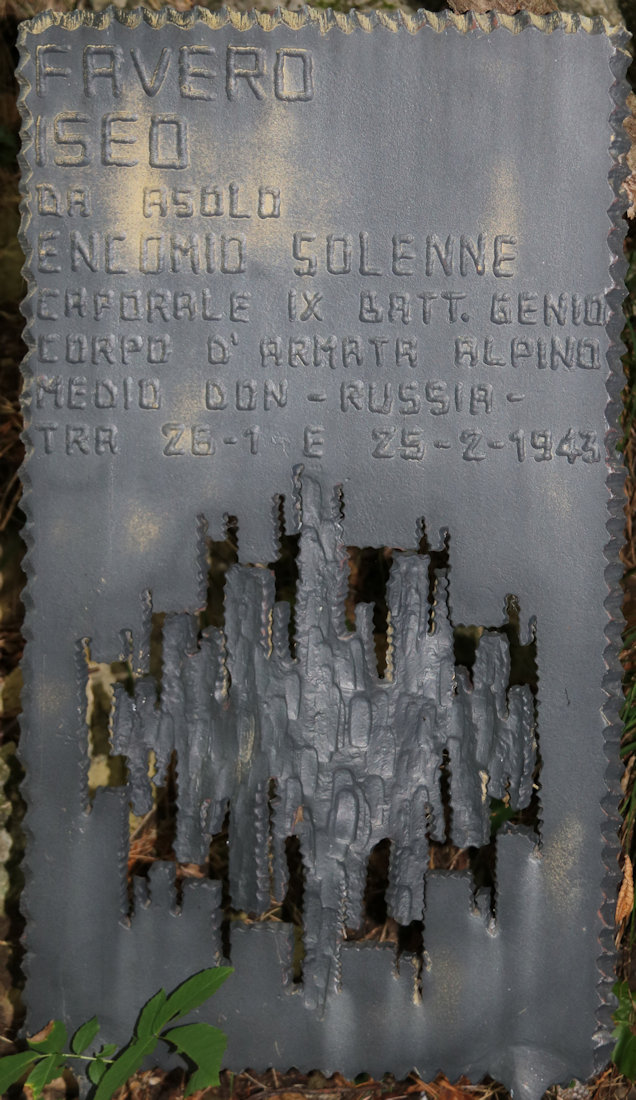 FAVERO
ISEO
DA ASOLO
ENCOMIO SOLENNE
CAPORALE IX BATT. GENIO
CORPO D'ARMATA ALPINO
MEDIO DON - RUSSIA -
TRA 26-1 E 25-2-1943